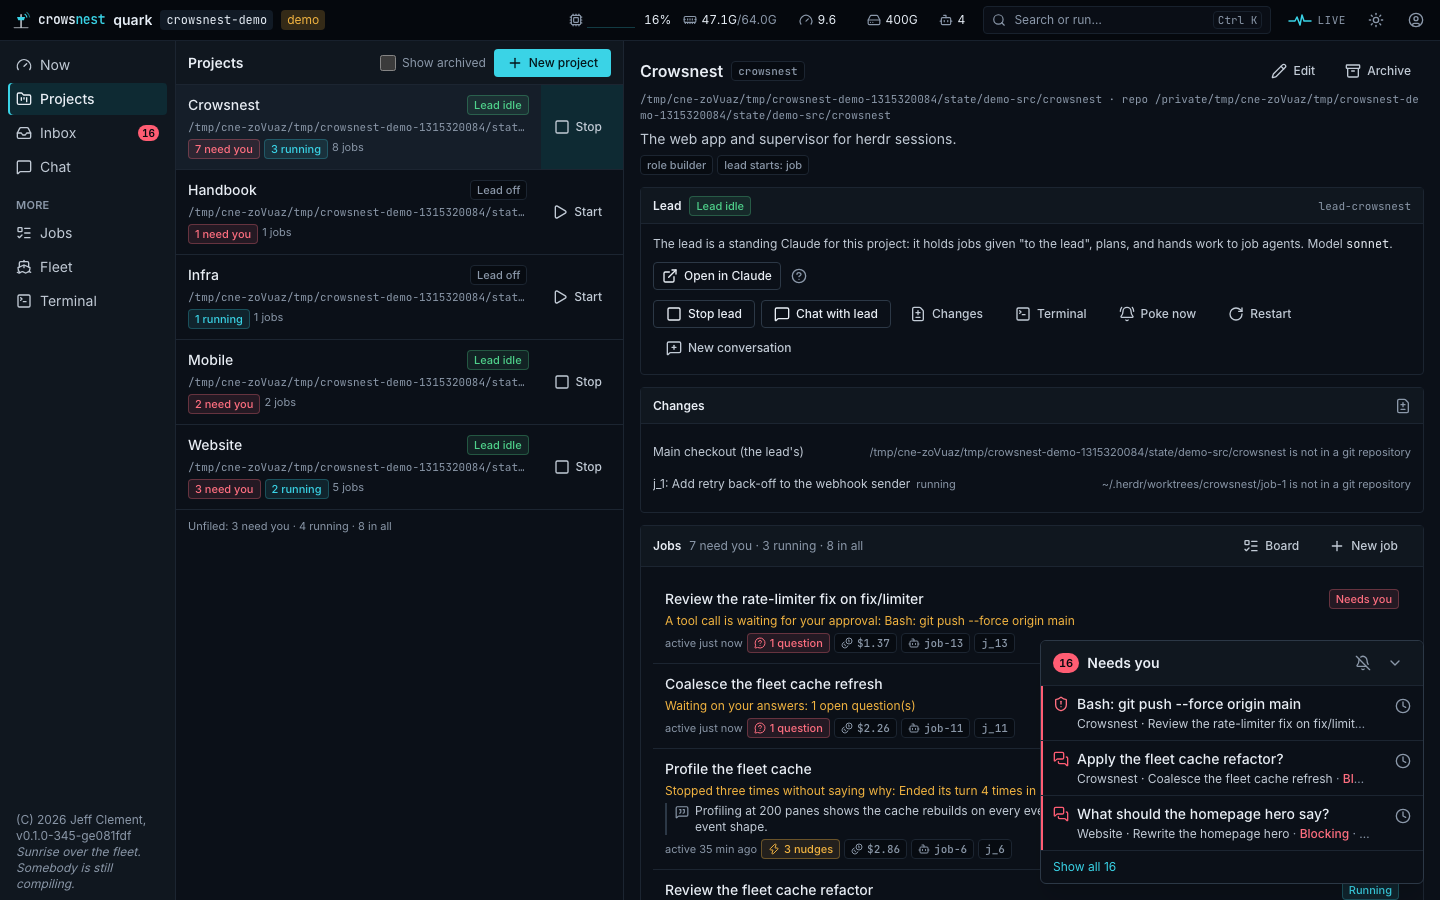 crowsnest quark crowsnest-demo demo 16% 47.1G/64.0G 9.6 400G 4 Search or run... Ctrl K LIVE
Now
Projects
Inbox 16
Chat
MORE
Jobs
Fleet
Terminal
(C) 2026 Jeff Clement,
v0.1.0-345-ge081fdf
Sunrise over the fleet.
Somebody is still
compiling.
Projects Show archived New project
Crowsnest Lead idle
/tmp/cne-zoVuaz/tmp/crowsnest-demo-1315320084/stat…
7 need you 3 running 8 jobs
Stop
Handbook Lead off
/tmp/cne-zoVuaz/tmp/crowsnest-demo-1315320084/stat…
1 need you 1 jobs
Start
Infra Lead off
/tmp/cne-zoVuaz/tmp/crowsnest-demo-1315320084/stat…
1 running 1 jobs
Start
Mobile Lead idle
/tmp/cne-zoVuaz/tmp/crowsnest-demo-1315320084/stat…
2 need you 2 jobs
Stop
Website Lead idle
/tmp/cne-zoVuaz/tmp/crowsnest-demo-1315320084/stat…
3 need you 2 running 5 jobs
Stop
Unfiled: 3 need you · 4 running · 8 in all
Crowsnest crowsnest Edit Archive
/tmp/cne-zoVuaz/tmp/crowsnest-demo-1315320084/state/demo-src/crowsnest · repo /private/tmp/cne-zoVuaz/tmp/crowsnest-de
mo-1315320084/state/demo-src/crowsnest
The web app and supervisor for herdr sessions.
role builder lead starts: job
Lead Lead idle lead-crowsnest
The lead is a standing Claude for this project: it holds jobs given "to the lead", plans, and hands work to job agents. Model sonnet.
Open in Claude
Stop lead Chat with lead Changes Terminal Poke now Restart
New conversation
Changes
Main checkout (the lead's) /tmp/cne-zoVuaz/tmp/crowsnest-demo-1315320084/state/demo-src/crowsnest is not in a git repository
j_1: Add retry back-off to the webhook sender running ~/.herdr/worktrees/crowsnest/job-1 is not in a git repository
Jobs 7 need you · 3 running · 8 in all Board New job
Review the rate-limiter fix on fix/limiter Needs you
A tool call is waiting for your approval: Bash: git push --force origin main
active just now 1 question $1.37 job-13 j_13
Coalesce the fleet cache refresh
Waiting on your answers: 1 open question(s)
active just now 1 question $2.26 job-11 j_11
Profile the fleet cache
Stopped three times without saying why: Ended its turn 4 times in
Profiling at 200 panes shows the cache rebuilds on every eve
event shape.
active 35 min ago 3 nudges $2.86 job-6 j_6
Review the fleet cache refactor Running
16 Needs you
Bash: git push --force origin main
Crowsnest · Review the rate-limiter fix on fix/limit…
Apply the fleet cache refactor?
Crowsnest · Coalesce the fleet cache refresh · Bl…
What should the homepage hero say?
Website · Rewrite the homepage hero · Blocking · …
Show all 16